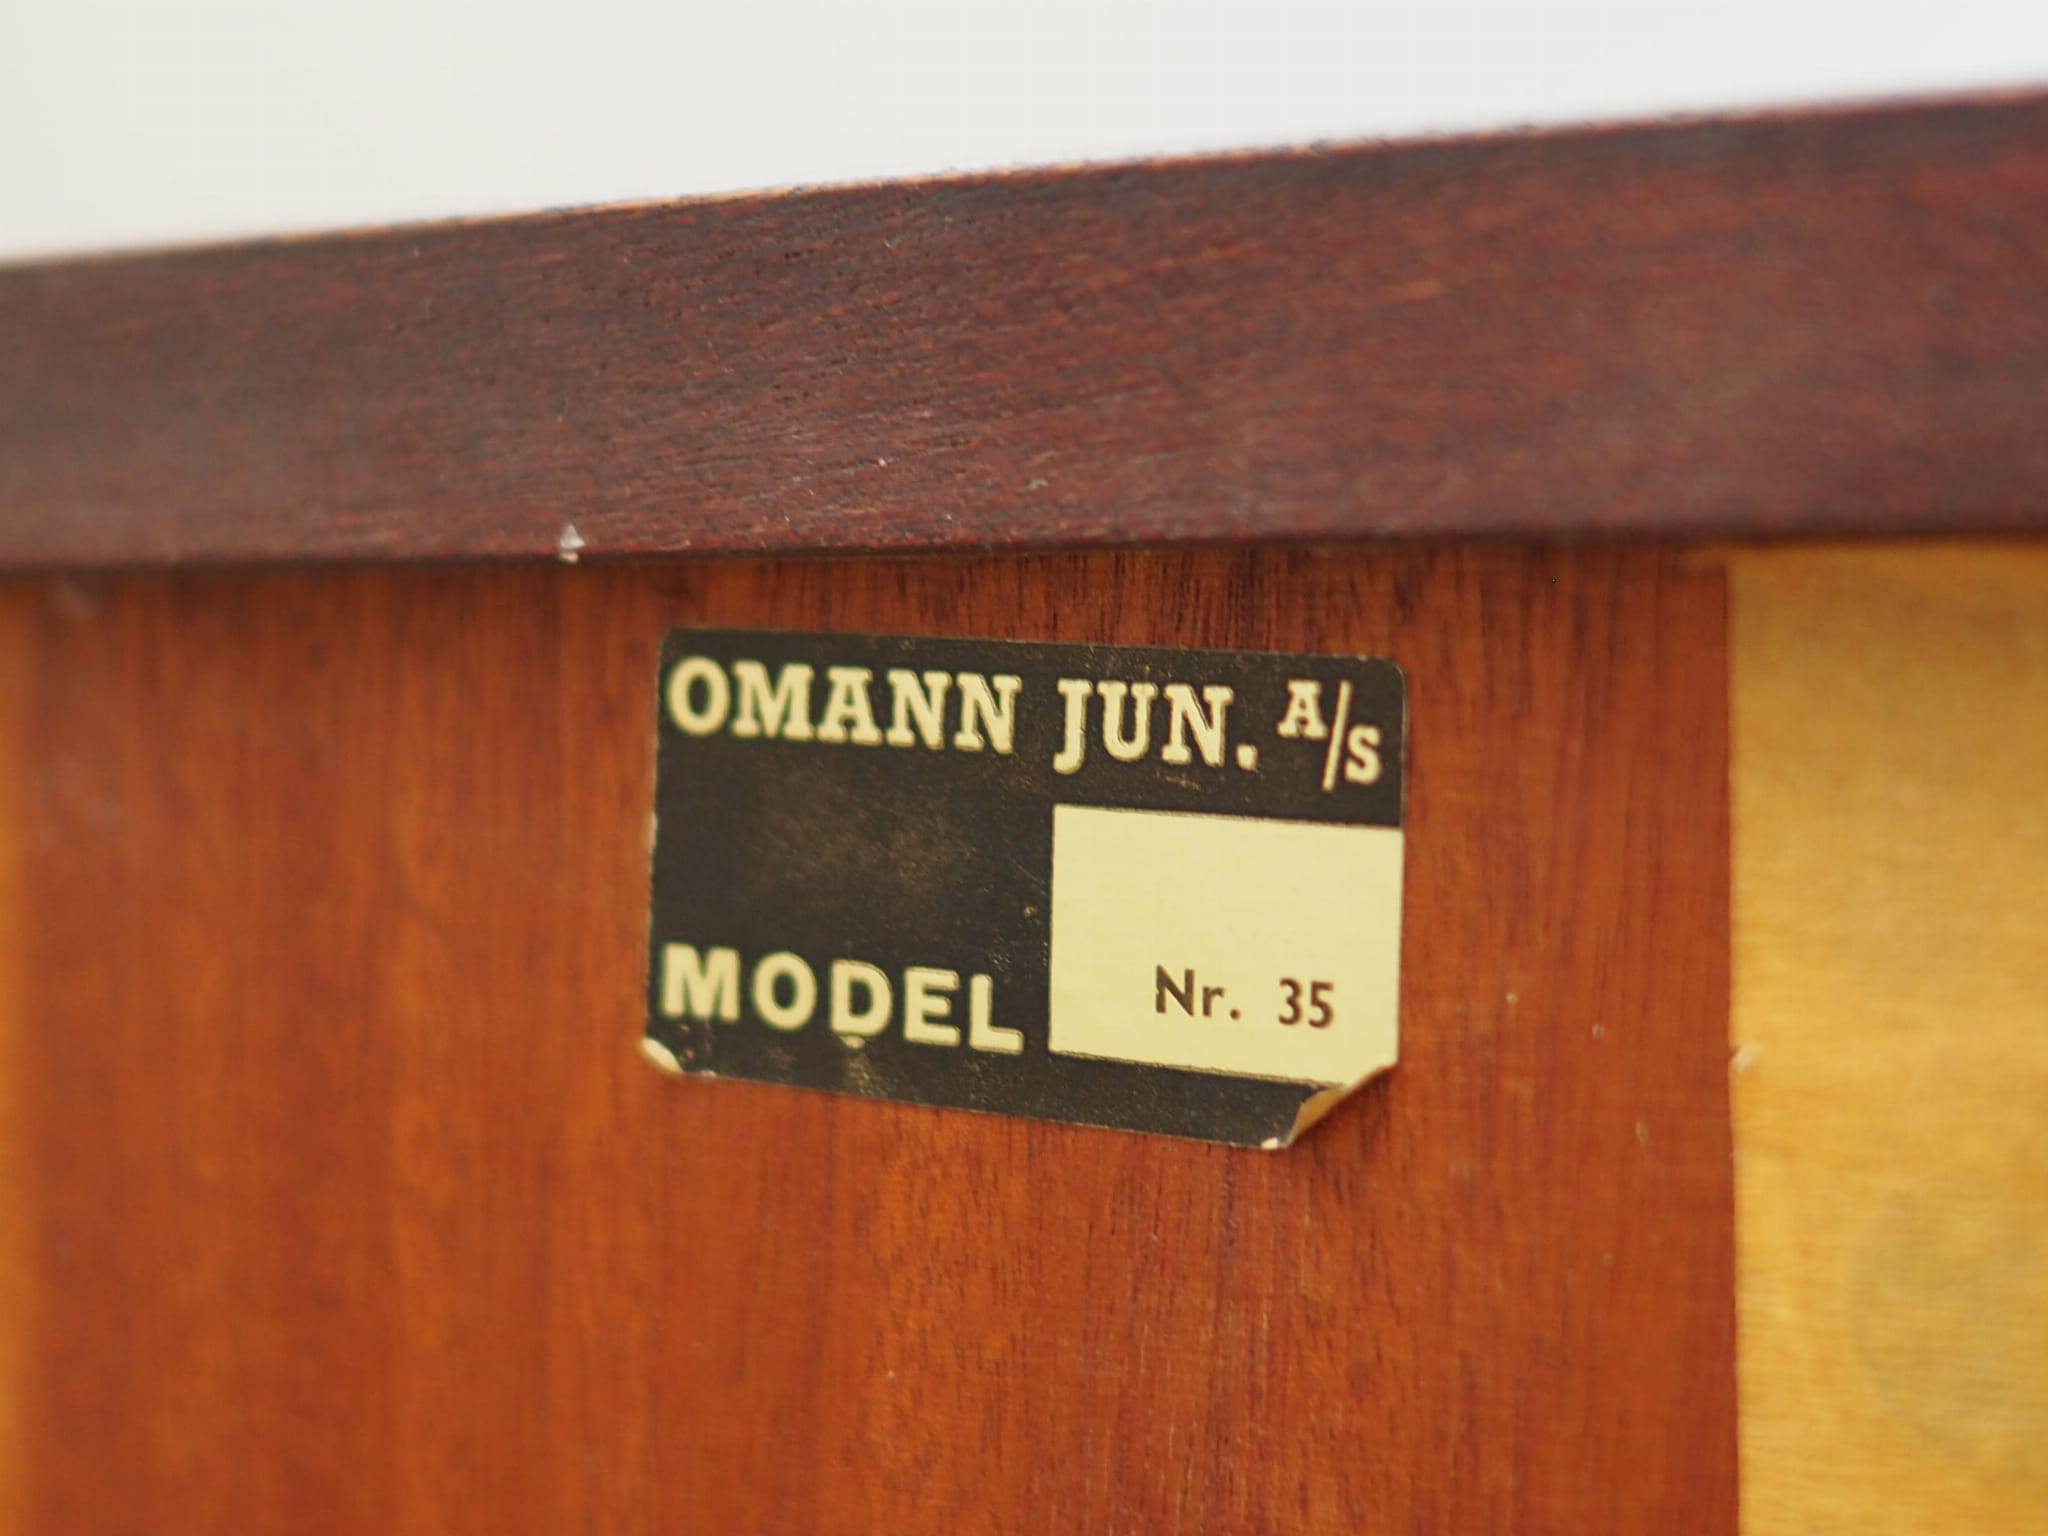 OMANN JUN. A/S
MODEL Nr. 35